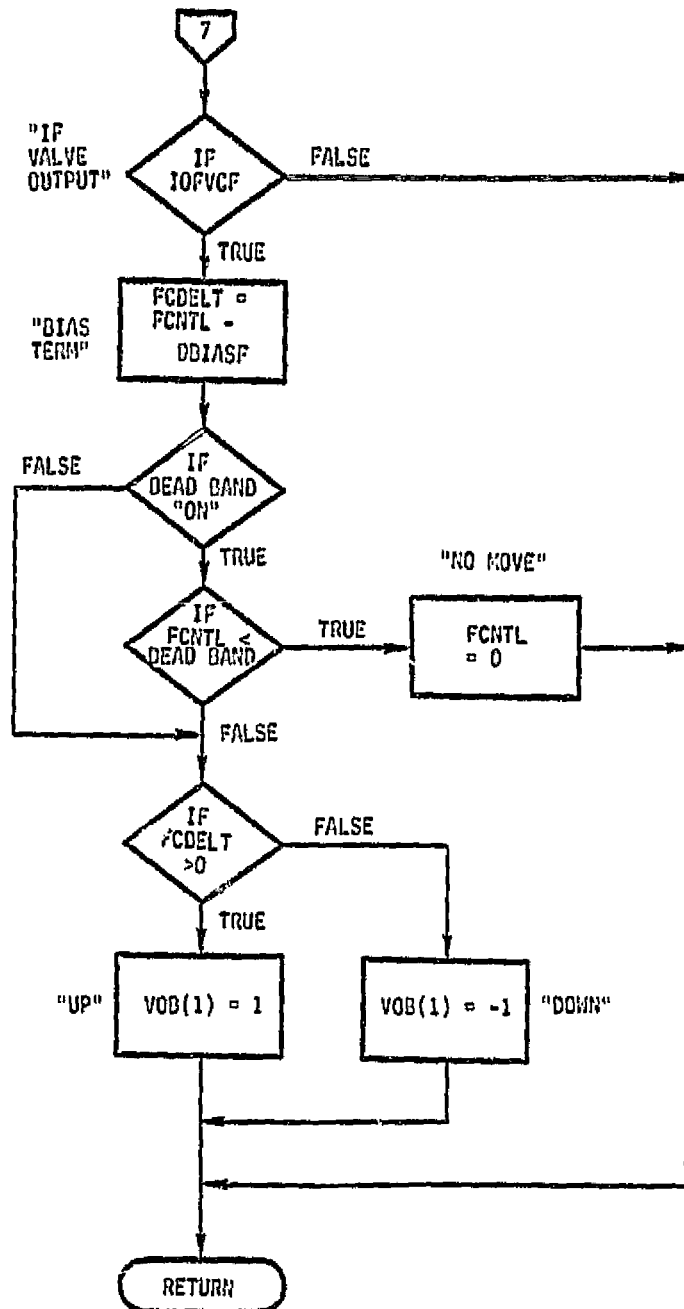 7
"IF
VALVE
OUTPUT"
IF
IOFVCF
FALSE
TRUE
"BIAS
TERM"
FCDELT =
FCNTL -
DBIASF
FALSE
IF
DEAD BAND
"ON"
TRUE
"NO MOVE"
IF
FCNTL <
DEAD BAND
TRUE
FCNTL
= 0
FALSE
IF
FCDELT
>0
FALSE
TRUE
"UP"
VOB(1) = 1
VOB(1) = -1
"DOWN"
RETURN